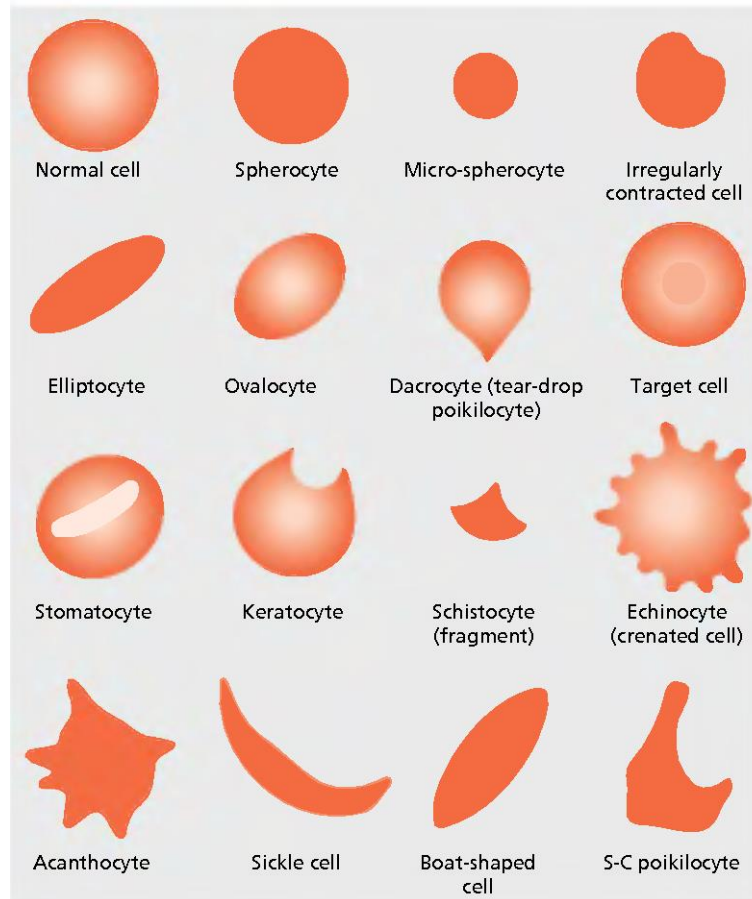 Normal cell
Spherocyte
Micro-spherocyte
Irregularly
contracted cell
Elliptocyte
Ovalocyte
Dacrocyte (tear-drop
poikilocyte)
Target cell
Stomatocyte
Keratocyte
Schistocyte
(fragment)
Echinocyte
(crenated cell)
Acanthocyte
Sickle cell
Boat-shaped
cell
S-C poikilocyte